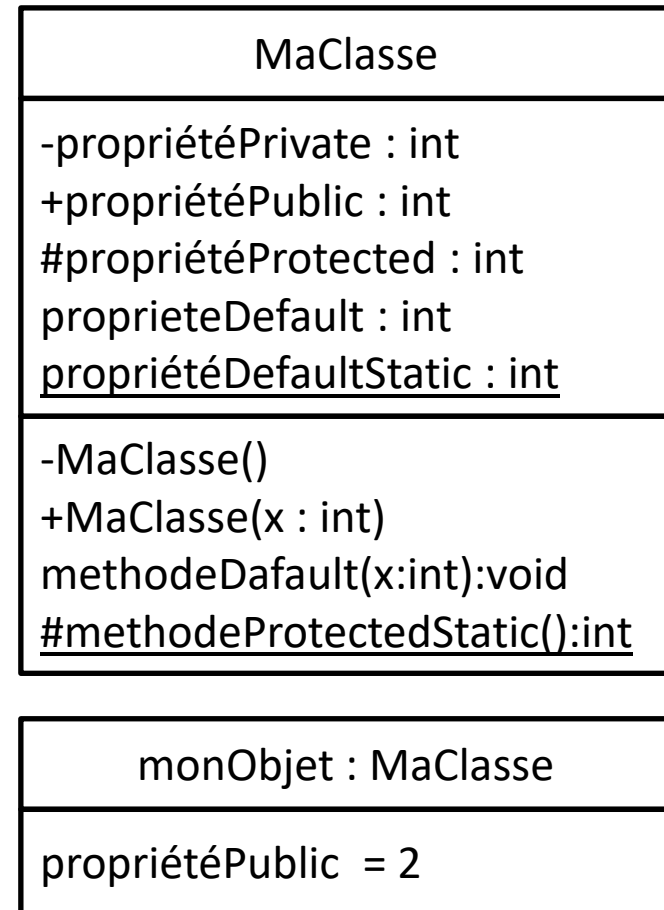 MaClasse
-propriétéPrivate : int
+propriétéPublic : int
#propriétéProtected : int
proprieteDefault : int
propriétéDefaultStatic : int
-MaClasse()
+MaClasse(x : int)
methodeDafault(x:int):void
#methodeProtectedStatic():int
monObjet : MaClasse
propriétéPublic = 2